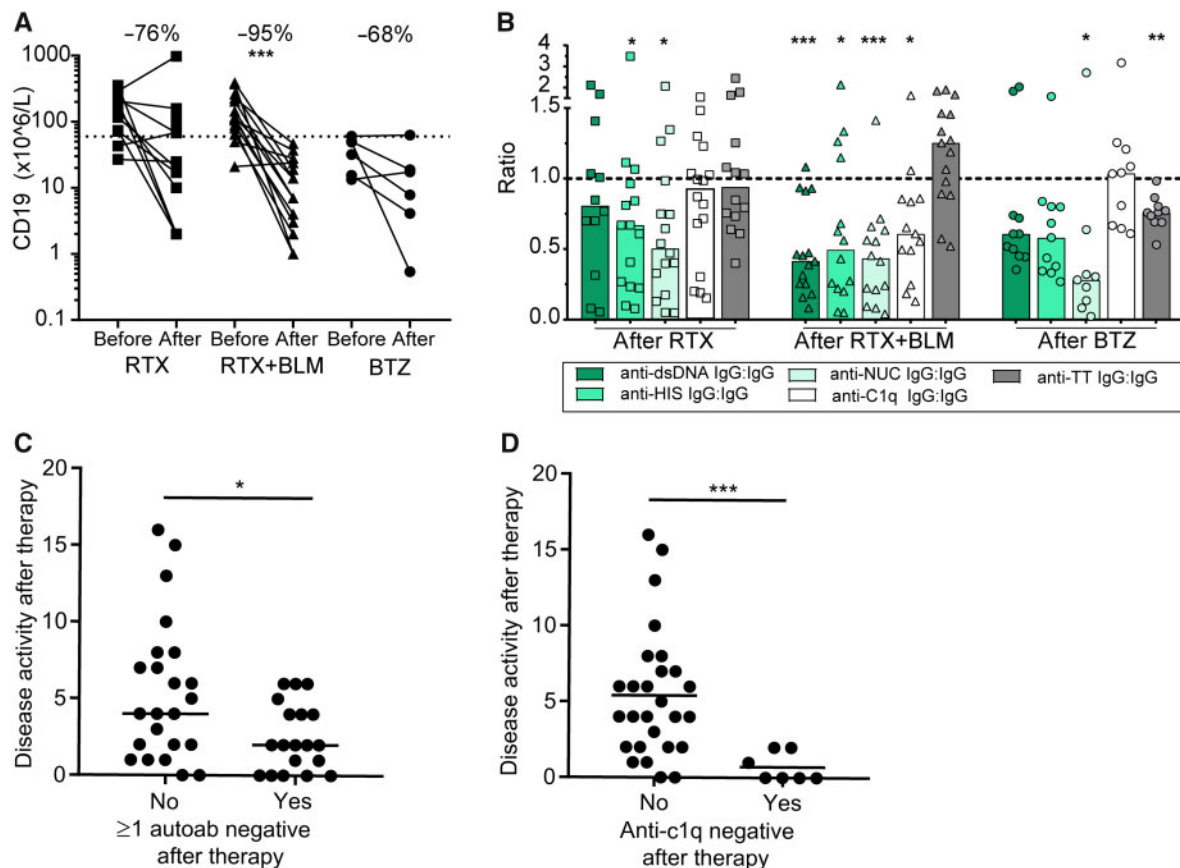 A
−76% −95% −68%
***
1000
100
10
1
0.1
CD19 (x10^6/L)
Before After Before After Before After
RTX RTX+BLM BTZ
B
* * *** * *** * * **
4
3
2
1.5
1.0
0.5
0.0
Ratio
After RTX After RTX+BLM After BTZ
anti-dsDNA IgG:IgG anti-NUC IgG:IgG anti-TT IgG:IgG
anti-HIS IgG:IgG anti-C1q IgG:IgG
C
*
20
15
10
5
0
Disease activity after therapy
No Yes
≥1 autoab negative
after therapy
D
***
20
15
10
5
0
Disease activity after therapy
No Yes
Anti-c1q negative
after therapy